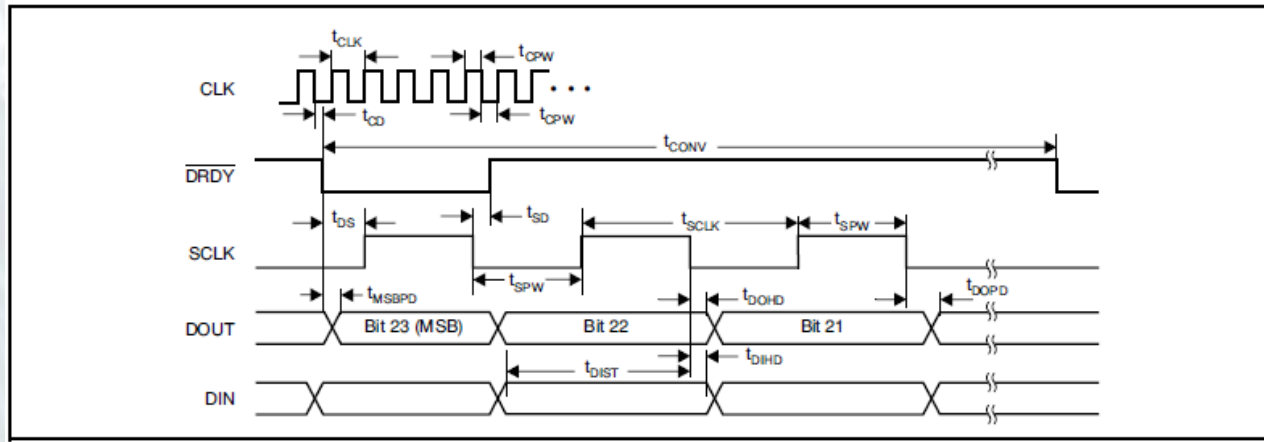 tCLK
tCPW
CLK
tCD
tCPW
tCONV
DRDY
tDS
tSD
tSCLK
tSPW
SCLK
tSPW
tMSBPD
tDOHD
tDOPD
DOUT
Bit 23 (MSB)
Bit 22
Bit 21
tDIST
tDIHD
DIN